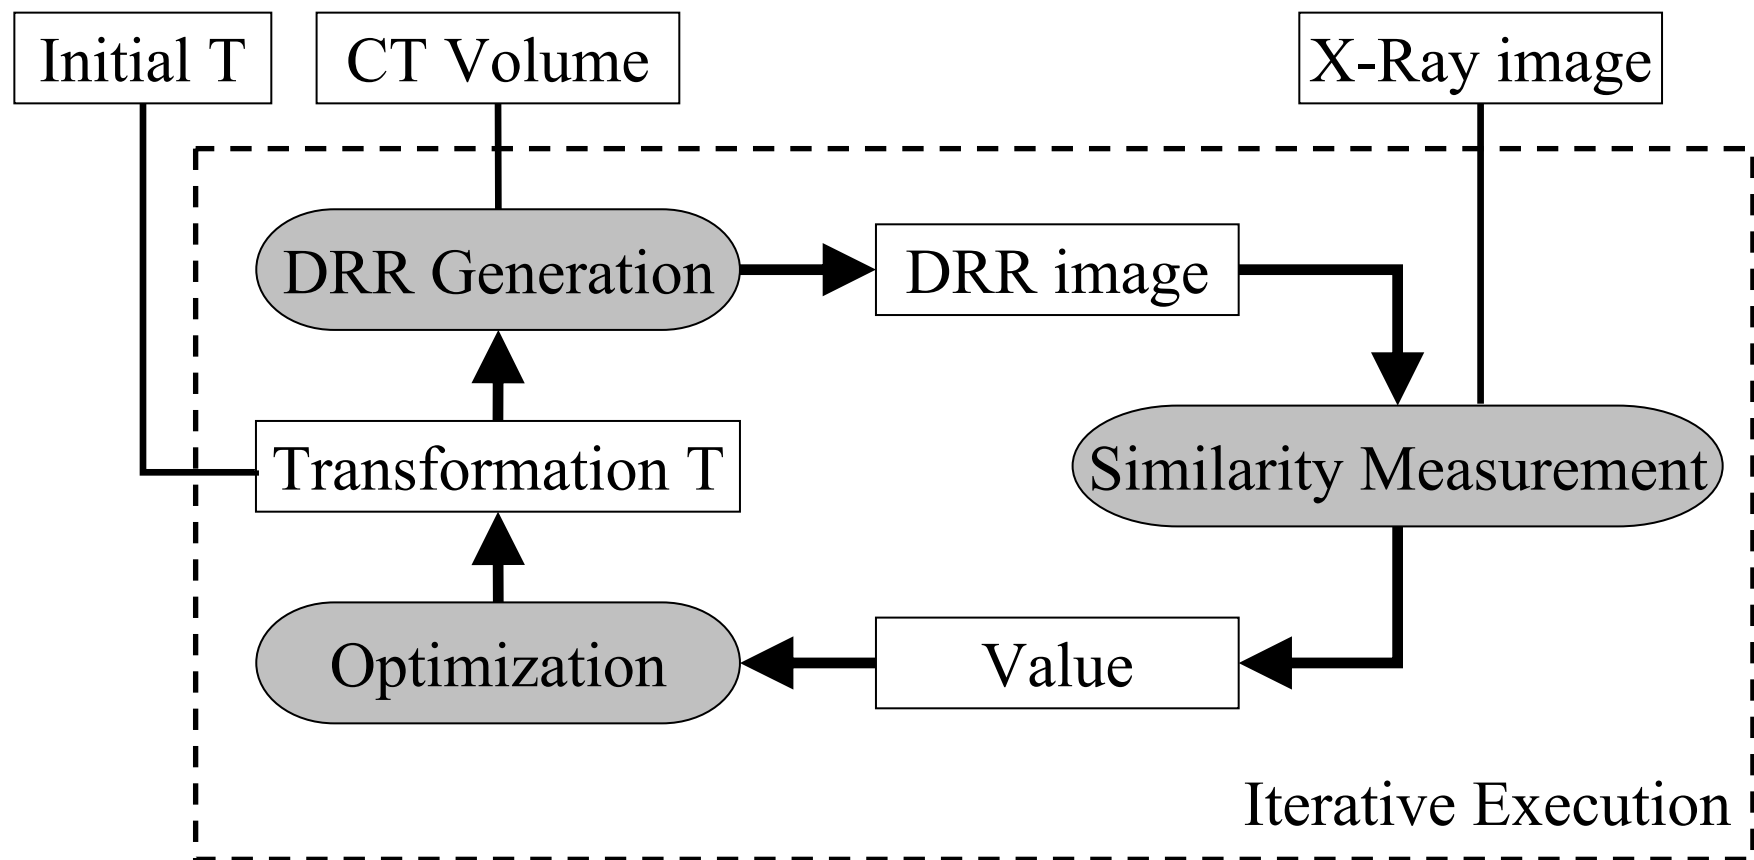 Initial T
CT Volume
X-Ray image
DRR Generation
DRR image
Transformation T
Similarity Measurement
Optimization
Value
Iterative Execution